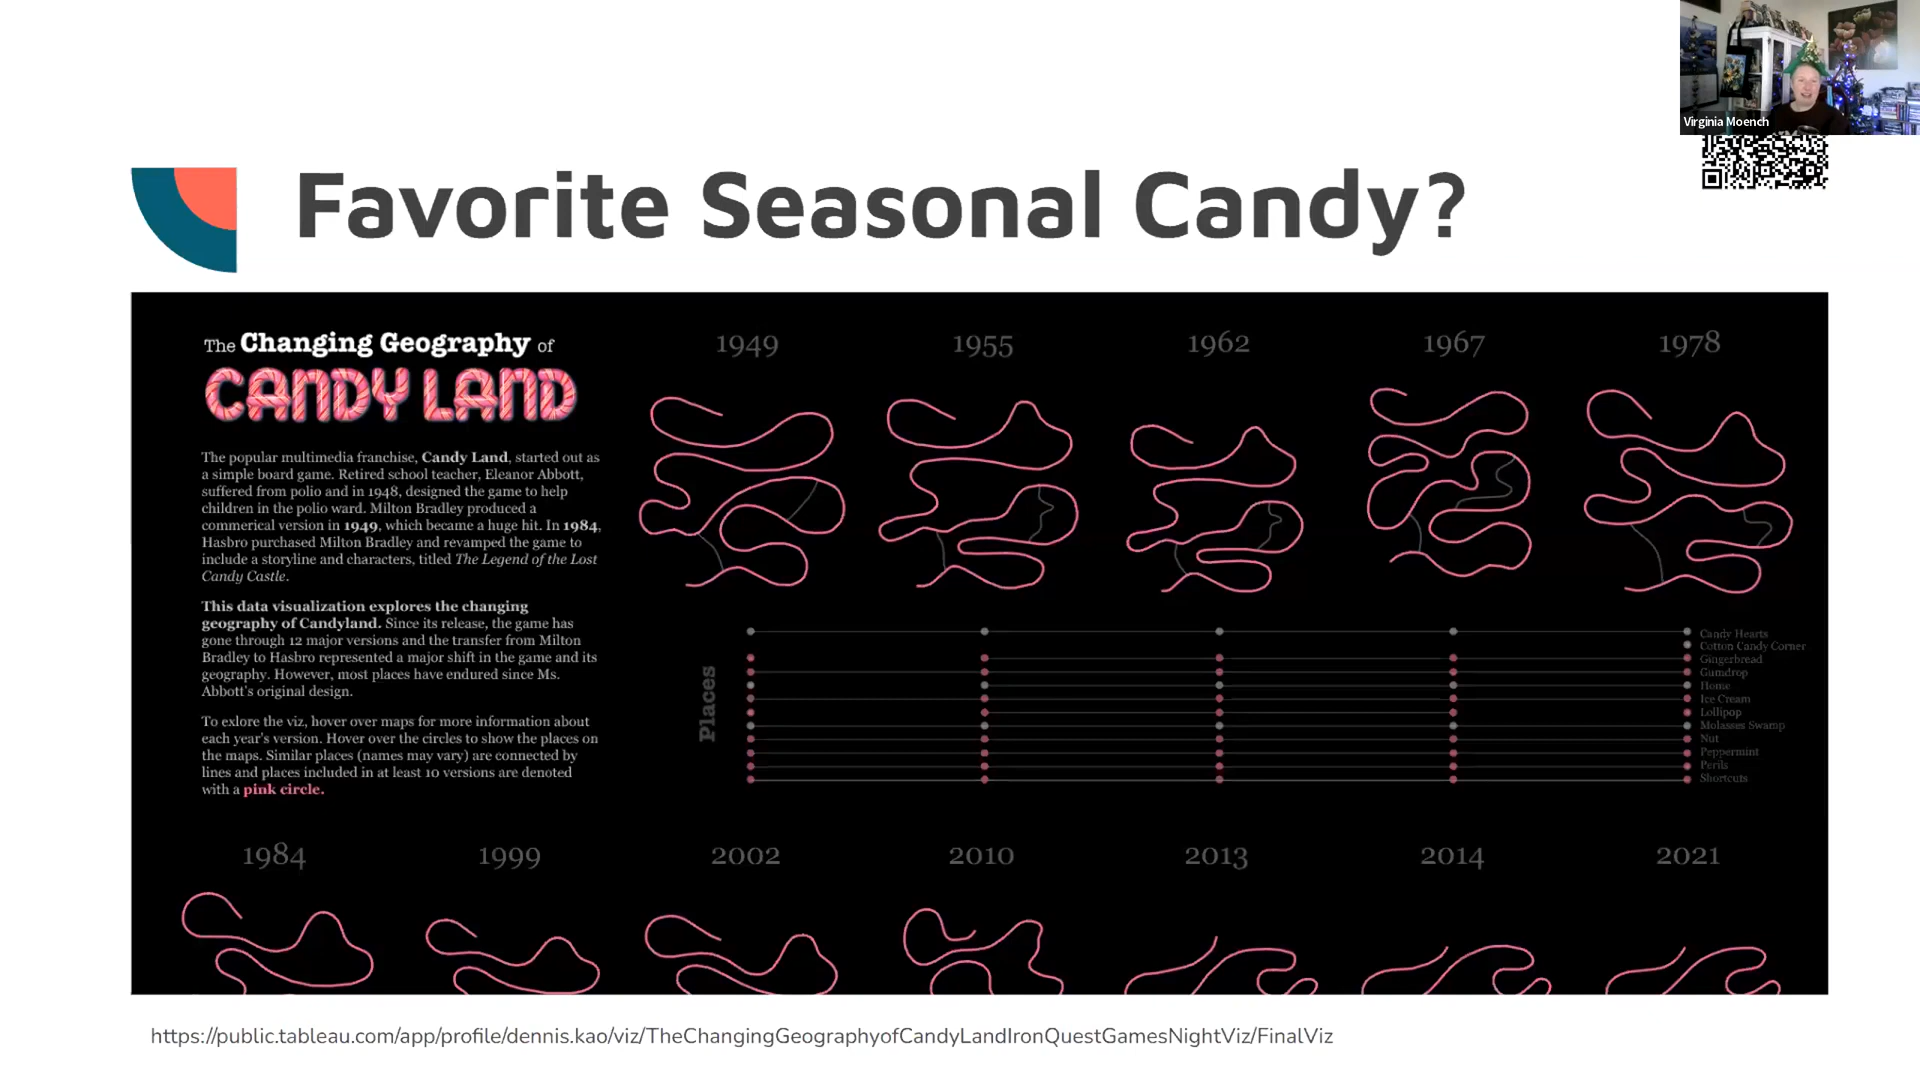 Virginia Moench
Favorite Seasonal Candy?
The Changing Geography of
CANDY LAND
The popular multimedia franchise, Candy Land, started out as
a simple board game. Retired school teacher, Eleanor Abbott,
suffered from polio and in 1948, designed the game to help
children in the polio ward. Milton Bradley produced a
commerical version in 1949, which became a huge hit. In 1984,
Hasbro purchased Milton Bradley and revamped the game to
include a storyline and characters, titled The Legend of the Lost
Candy Castle.
This data visualization explores the changing
geography of Candyland. Since its release, the game has
gone through 12 major versions and the transfer from Milton
Bradley to Hasbro represented a major shift in the game and its
geography. However, most places have endured since Ms.
Abbott's original design.
To exlore the viz, hover over maps for more information about
each year's version. Hover over the circles to show the places on
the maps. Similar places (names may vary) are connected by
lines and places included in at least 10 versions are denoted
with a pink circle.
1949 1955 1962 1967 1978
Places
Candy Hearts
Cotton Candy Corner
Gingerbread
Gumdrop
Home
Ice Cream
Lollipop
Molasses Swamp
Nut
Peppermint
Perils
Shortcuts
1984 1999 2002 2010 2013 2014 2021
https://public.tableau.com/app/profile/dennis.kao/viz/TheChangingGeographyofCandyLandIronQuestGamesNightViz/FinalViz